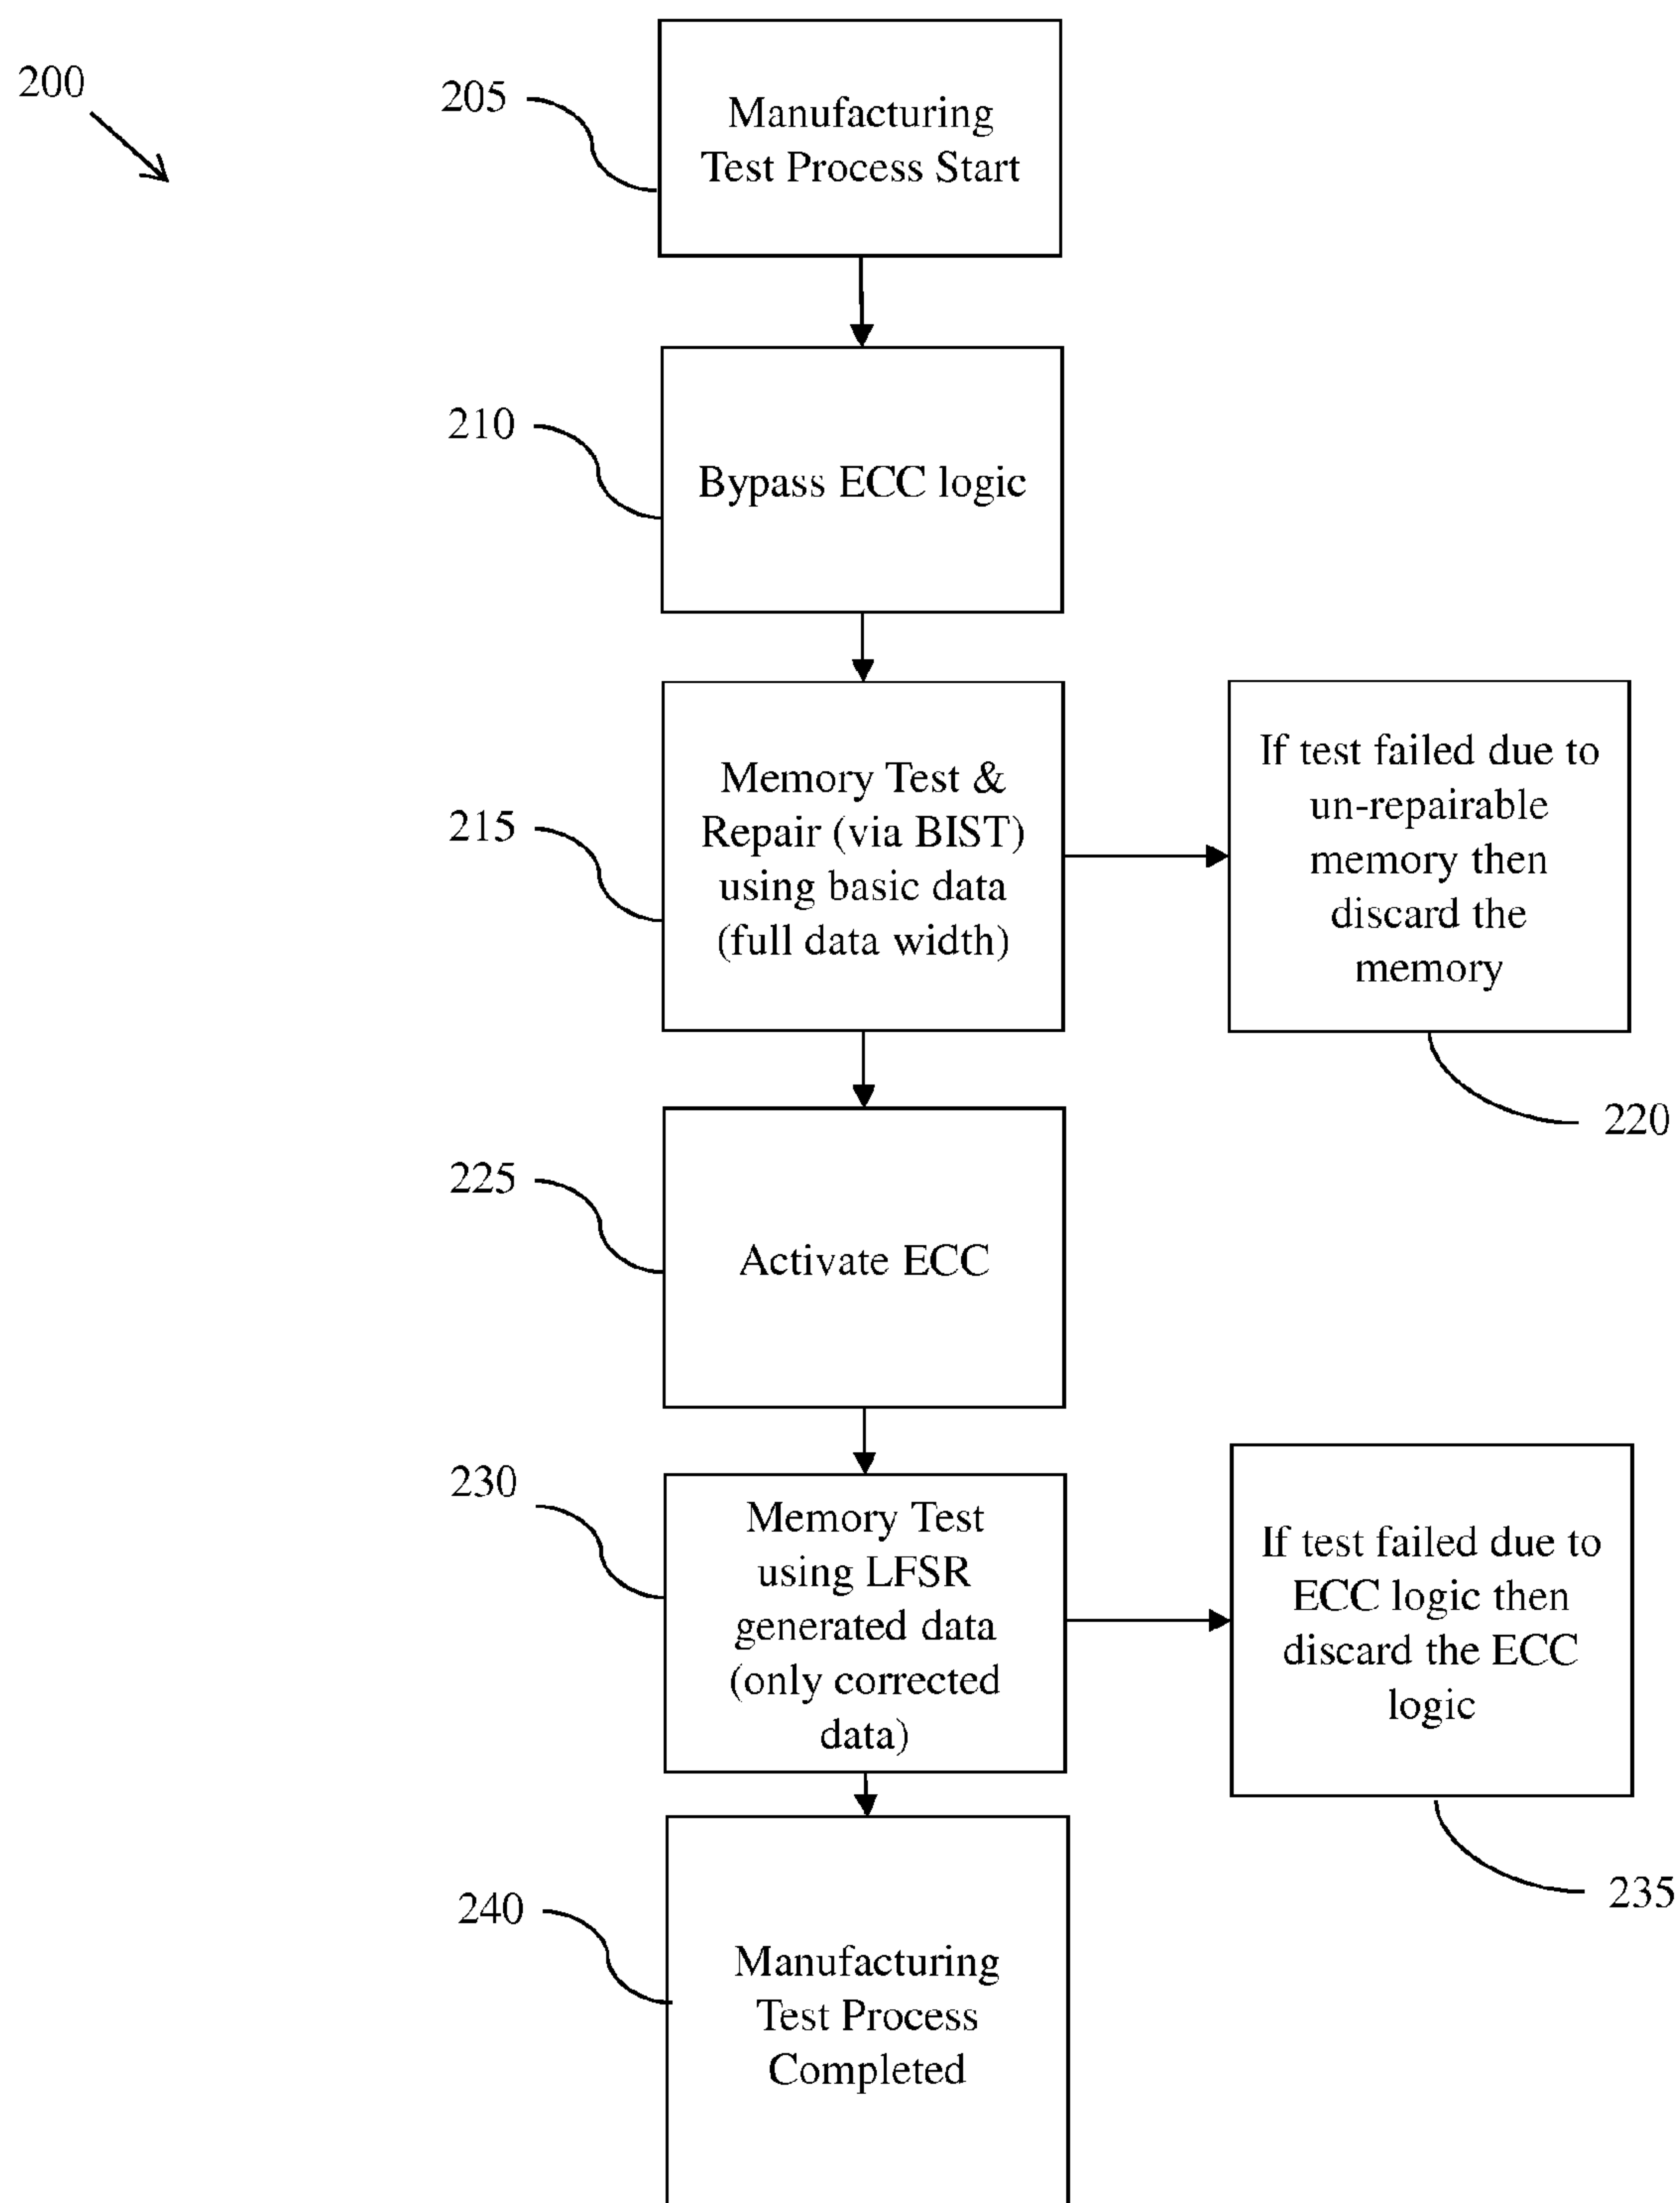 200
205
Manufacturing
Test Process Start
210
Bypass ECC logic
215
Memory Test &
Repair (via BIST)
using basic data
(full data width)
If test failed due to
un-repairable
memory then
discard the
memory
220
225
Activate ECC
230
Memory Test
using LFSR
generated data
(only corrected
data)
If test failed due to
ECC logic then
discard the ECC
logic
235
240
Manufacturing
Test Process
Completed